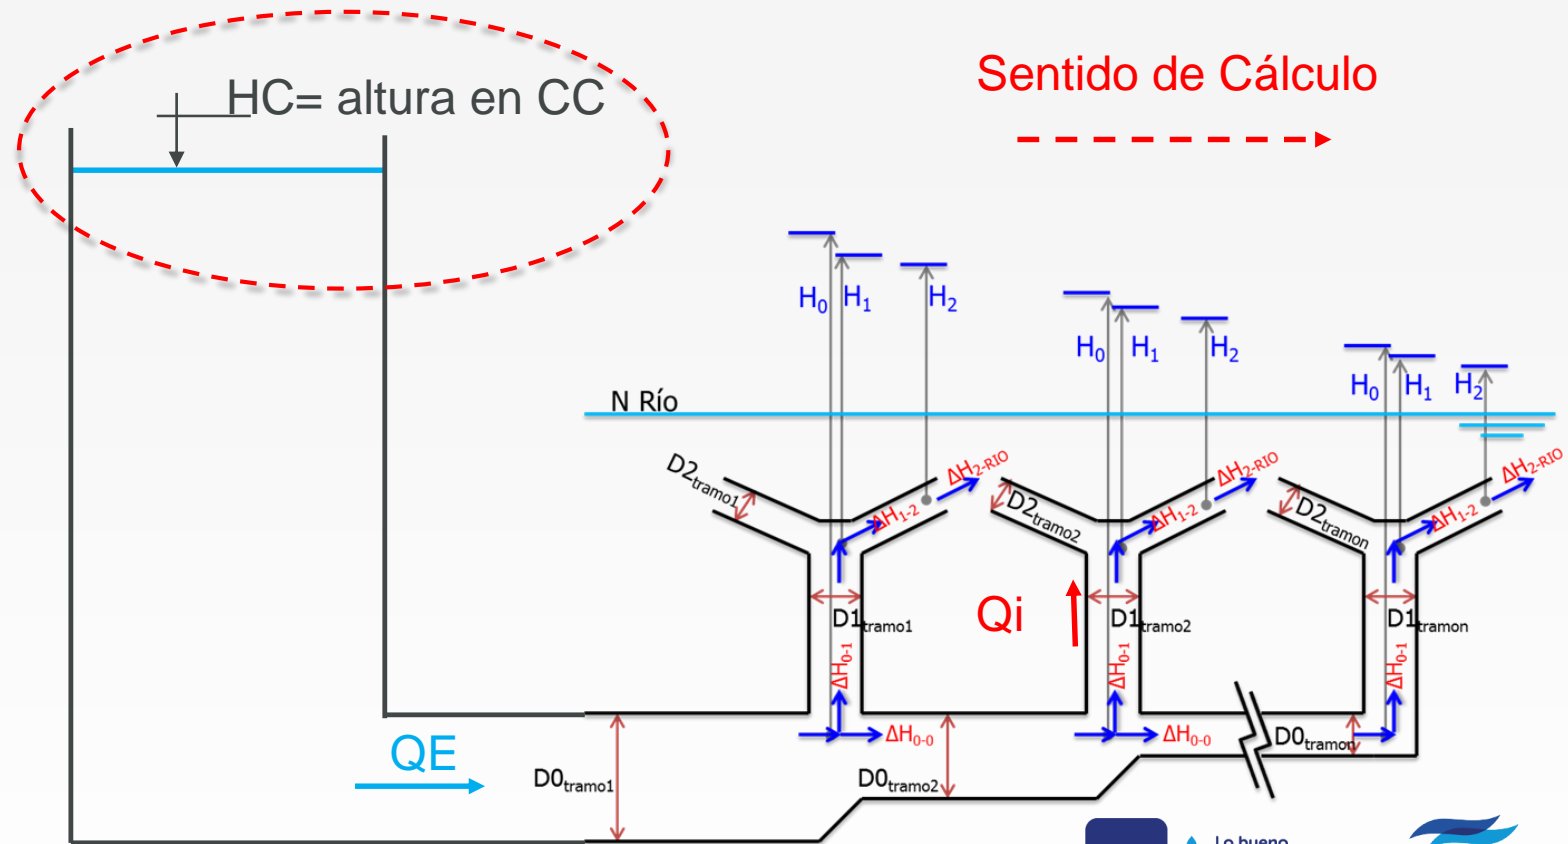 HC= altura en CC
Sentido de Cálculo
H0
H1
H2
H0
H1
H2
H0
H1
H2
N Río
D2tramo1
ΔH1-2
ΔH2-RIO
D2tramo2
ΔH1-2
ΔH2-RIO
D2tramon
ΔH1-2
ΔH2-RIO
D1tramo1
Qi
D1tramo2
D1tramon
ΔH0-1
ΔH0-1
ΔH0-1
QE
ΔH0-0
ΔH0-0
D0tramo1
D0tramo2
D0tramon
Lo bueno